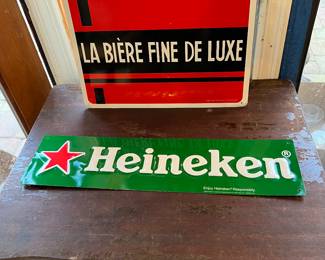 LA BIÈRE FINE DE LUXE
Heineken®
Enjoy Heineken® Responsibly